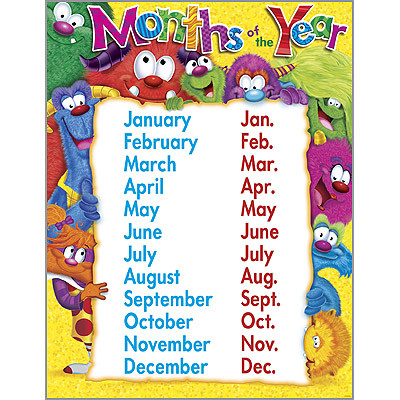 Months of the Year
January Jan.
February Feb.
March Mar.
April Apr.
May May
June June
July July
August Aug.
September Sept.
October Oct.
November Nov.
December Dec.